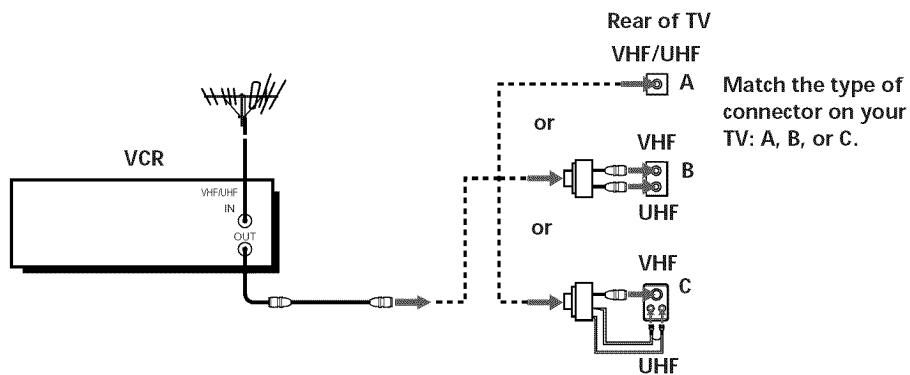 Rear of TV
VHF/UHF
A
Match the type of
connector on your
TV: A, B, or C.
or
VHF
B
UHF
VCR
VHF/UHF
IN
OUT
or
VHF
C
UHF